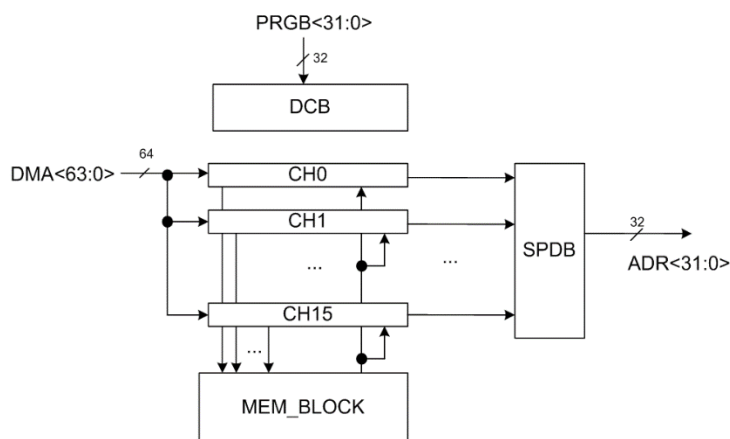 PRGB<31:0>
32
DCB
64
DMA<63:0>
CH0
CH1
32
SPDB
ADR<31:0>
...
...
CH15
...
MEM_BLOCK